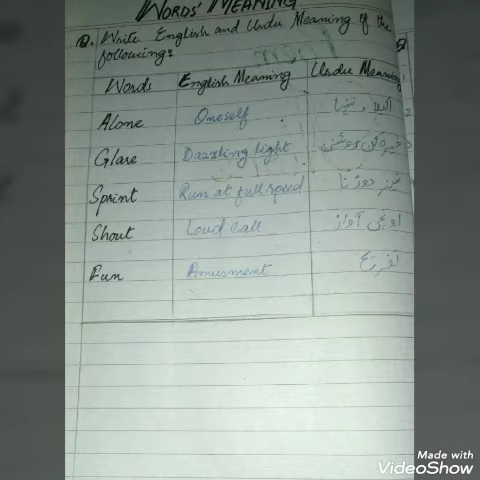 WORDS' MEANING
Q. Write English and Urdu Meaning of the
following:
Words English Meaning Urdu Meaning
Alone Oneself اکیلا، تنہا
Glare Dazzling light خیرہ کن روشنی
Sprint Run at full speed تیز دوڑنا
Shout Loud call اونچی آواز
Fun Amusment تفریح
Made with
VideoShow